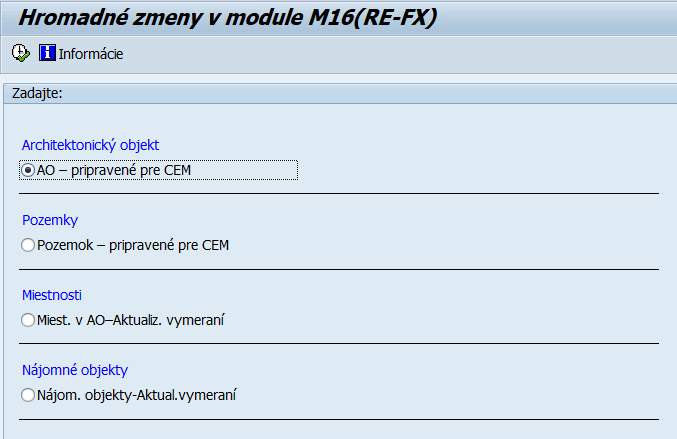 Hromadné zmeny v module M16(RE-FX)
Informácie
Zadajte:
Architektonický objekt
AO – pripravené pre CEM
Pozemky
Pozemok – pripravené pre CEM
Miestnosti
Miest. v AO–Aktualiz. vymeraní
Nájomné objekty
Nájom. objekty-Aktual.vymeraní